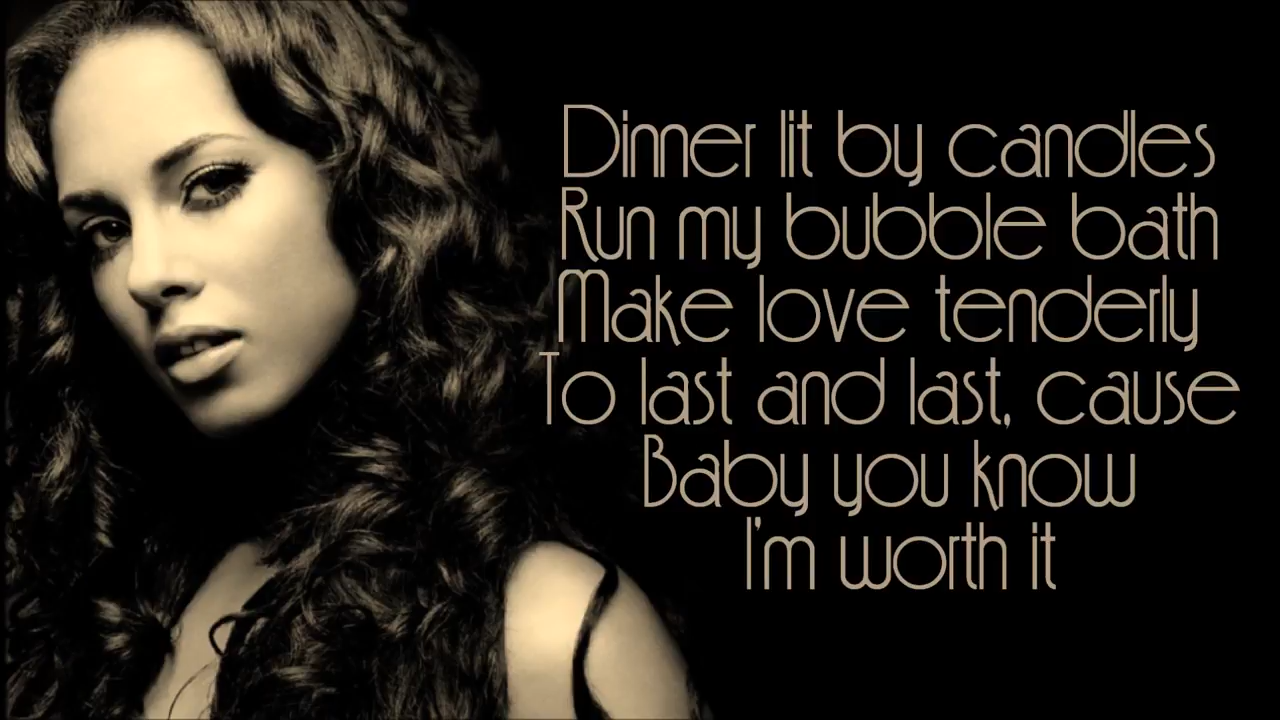 Dinner lit by candles
Run my bubble bath
Make love tenderly
To last and last, cause
Baby you know
I'm worth it